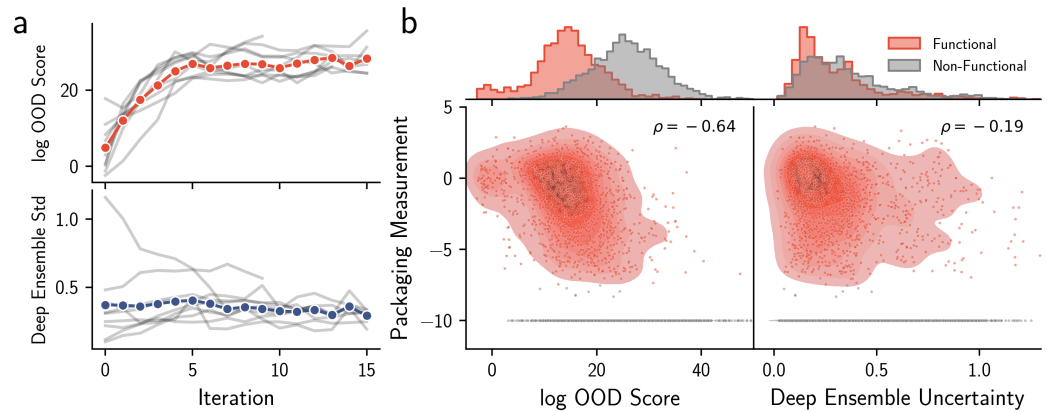 a
log OOD Score
20
0
Deep Ensemble Std
1.0
0.5
0
5
10
15
Iteration
b
Functional
Non-Functional
Packaging Measurement
5
0
−5
−10
ρ = −0.64
ρ = −0.19
0
20
40
log OOD Score
0.0
0.5
1.0
Deep Ensemble Uncertainty